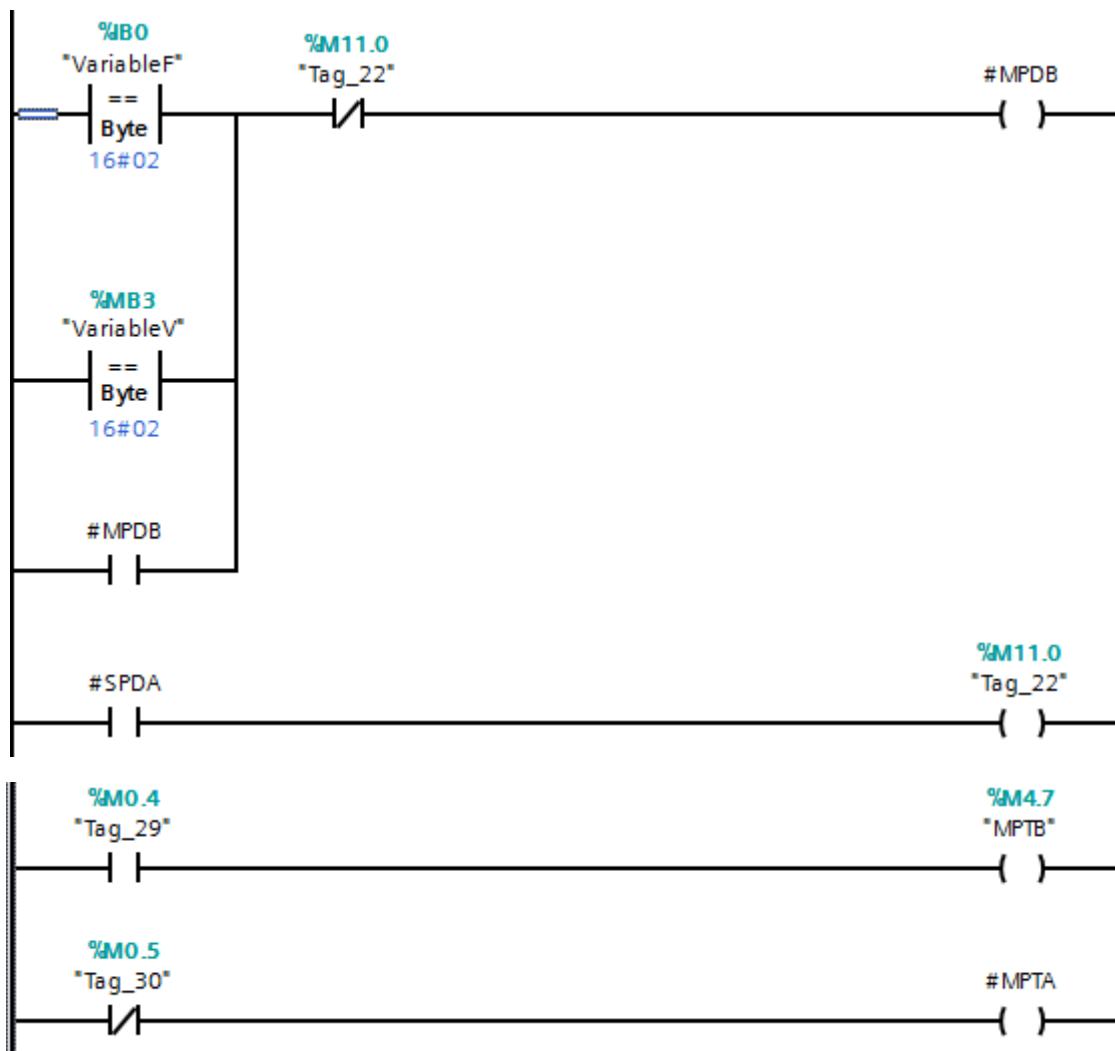 %IB0
"VariableF"
==
Byte
16#02
%M11.0
"Tag_22"
#MPDB
%MB3
"VariableV"
==
Byte
16#02
#MPDB
#SPDA
%M11.0
"Tag_22"
%M0.4
"Tag_29"
%M4.7
"MPTB"
%M0.5
"Tag_30"
#MPTA